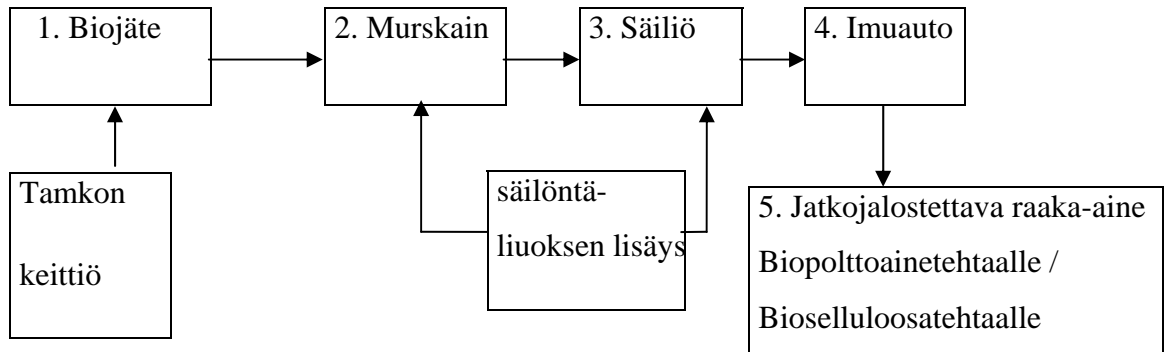 1. Biojäte
2. Murskain
3. Säiliö
4. Imuauto
Tamkon
keittiö
säilöntä-
liuoksen lisäys
5. Jatkojalostettava raaka-aine
Biopolttoainetehtaalle /
Bioselluloosatehtaalle